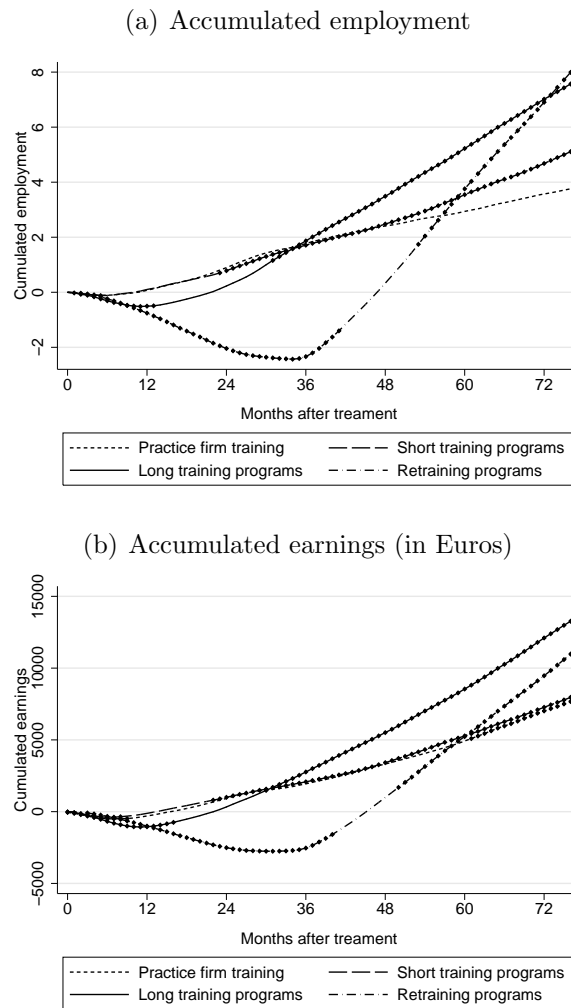 (a) Accumulated employment
Cumulated employment
8
6
4
2
0
−2
0 12 24 36 48 60 72
Months after treament
Practice firm training Short training programs
Long training programs Retraining programs
(b) Accumulated earnings (in Euros)
Cumulated earnings
15000
10000
5000
0
−5000
0 12 24 36 48 60 72
Months after treament
Practice firm training Short training programs
Long training programs Retraining programs